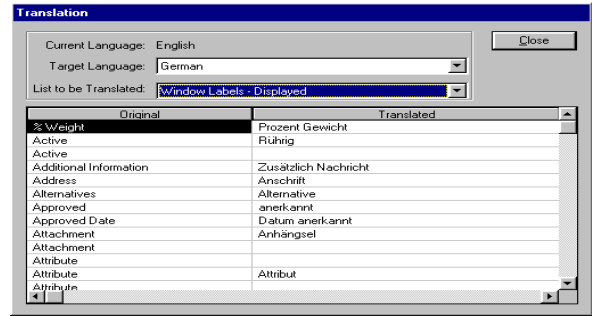 Translation
Current Language: English
Close
Target Language: German
List to be Translated: Window Labels - Displayed
Original Translated
% Weight Prozent Gewicht
Active Rührig
Active
Additional Information Zusätzlich Nachricht
Address Anschrift
Alternatives Alternative
Approved anerkannt
Approved Date Datum anerkannt
Attachment Anhängsel
Attachment
Attribute
Attribute Attribut
Attribute